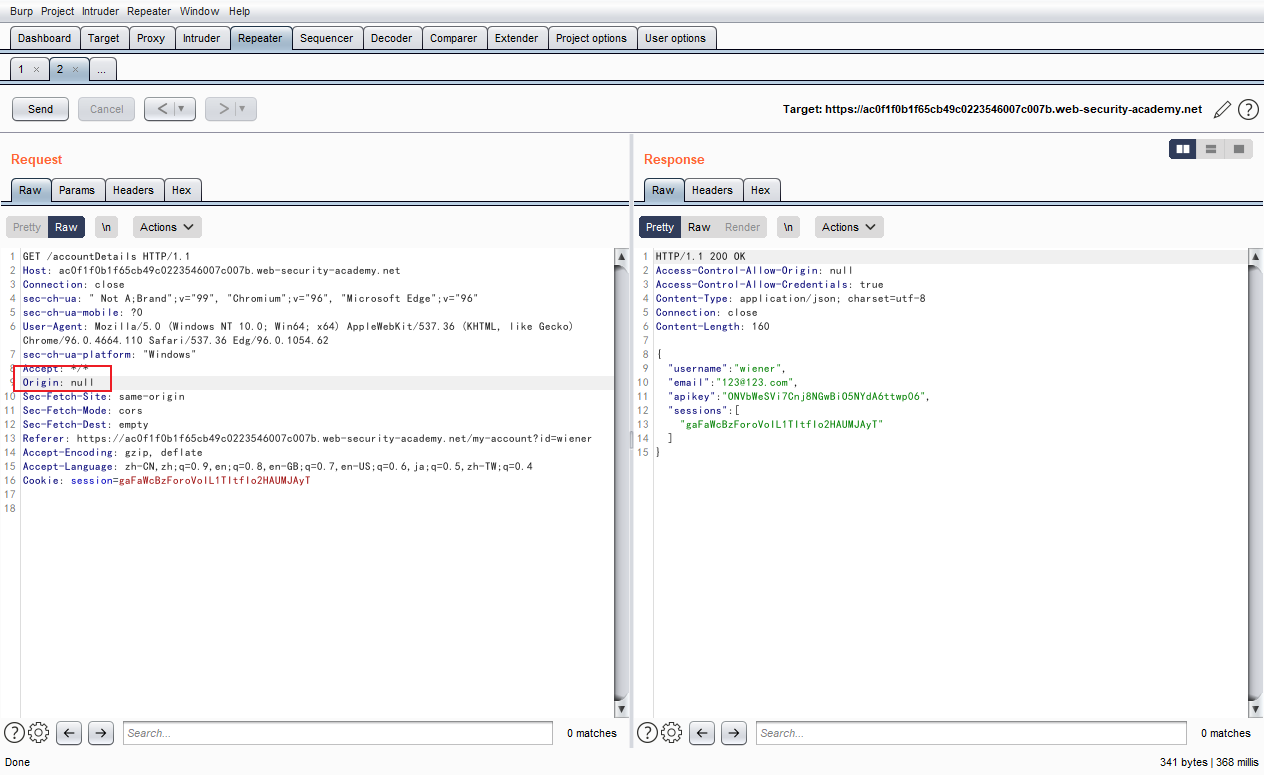 Burp Project Intruder Repeater Window Help
Dashboard Target Proxy Intruder Repeater Sequencer Decoder Comparer Extender Project options User options
1 × 2 × ...
Send Cancel < ▼ > ▼ Target: https://ac0f1f0b1f65cb49c0223546007c007b.web-security-academy.net ?
Request
Raw Params Headers Hex
Pretty Raw \n Actions
1 GET /accountDetails HTTP/1.1
2 Host: ac0f1f0b1f65cb49c0223546007c007b.web-security-academy.net
3 Connection: close
4 sec-ch-ua: " Not A;Brand";v="99", "Chromium";v="96", "Microsoft Edge";v="96"
5 sec-ch-ua-mobile: ?0
6 User-Agent: Mozilla/5.0 (Windows NT 10.0; Win64; x64) AppleWebKit/537.36 (KHTML, like Gecko)
Chrome/96.0.4664.110 Safari/537.36 Edg/96.0.1054.62
7 sec-ch-ua-platform: "Windows"
8 Accept: */*
9 Origin: null
10 Sec-Fetch-Site: same-origin
11 Sec-Fetch-Mode: cors
12 Sec-Fetch-Dest: empty
13 Referer: https://ac0f1f0b1f65cb49c0223546007c007b.web-security-academy.net/my-account?id=wiener
14 Accept-Encoding: gzip, deflate
15 Accept-Language: zh-CN,zh;q=0.9,en;q=0.8,en-GB;q=0.7,en-US;q=0.6,ja;q=0.5,zh-TW;q=0.4
16 Cookie: session=gaFaWcBzForoVolL1TltfIo2HAUMJAyT
17
18
? Search... 0 matches
Response
Raw Headers Hex
Pretty Raw Render \n Actions
1 HTTP/1.1 200 OK
2 Access-Control-Allow-Origin: null
3 Access-Control-Allow-Credentials: true
4 Content-Type: application/json; charset=utf-8
5 Connection: close
6 Content-Length: 160
7
8 {
9 "username":"wiener",
10 "email":"123@123.com",
11 "apikey":"ONVbWeSVi7Cnj8NGwBiO5NYdA6ttwpO6",
12 "sessions":[
13 "gaFaWcBzForoVolL1TltfIo2HAUMJAyT"
14 ]
15 }
? Search... 0 matches
Done 341 bytes | 368 millis